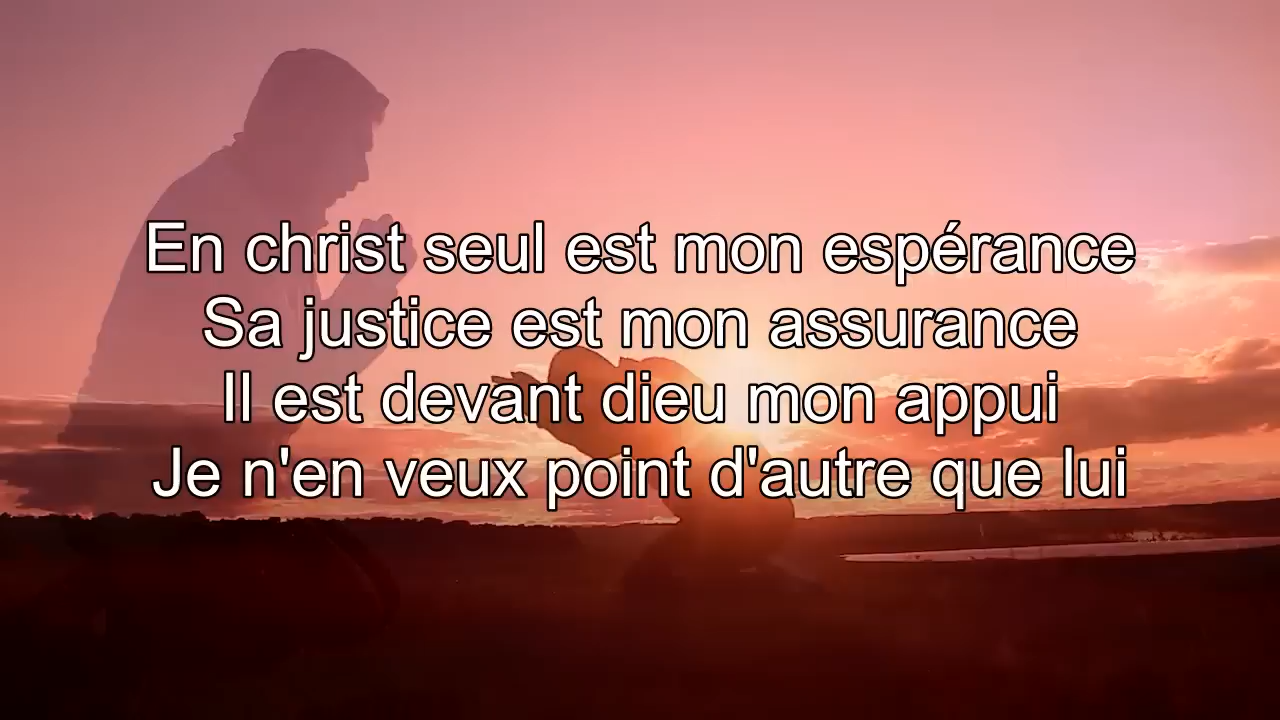 En christ seul est mon espérance
Sa justice est mon assurance
Il est devant dieu mon appui
Je n'en veux point d'autre que lui